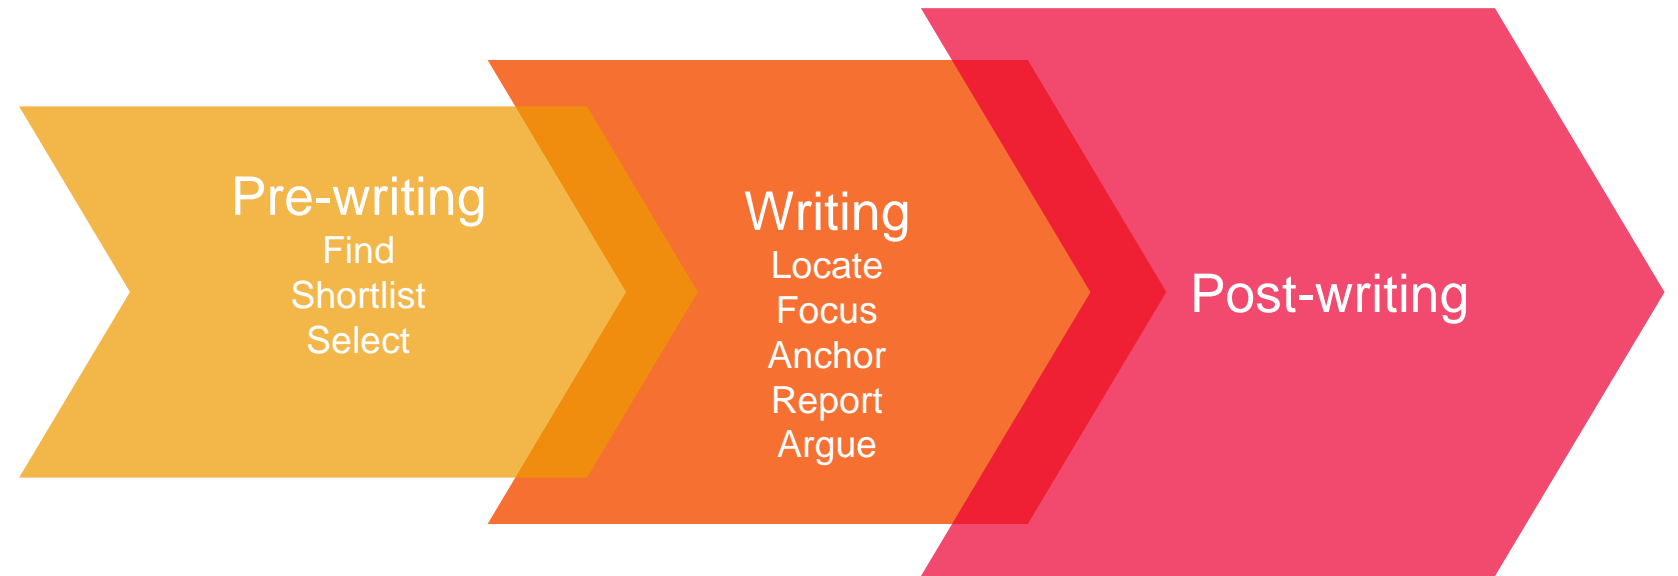 Pre-writing
Find
Shortlist
Select
Writing
Locate
Focus
Anchor
Report
Argue
Post-writing